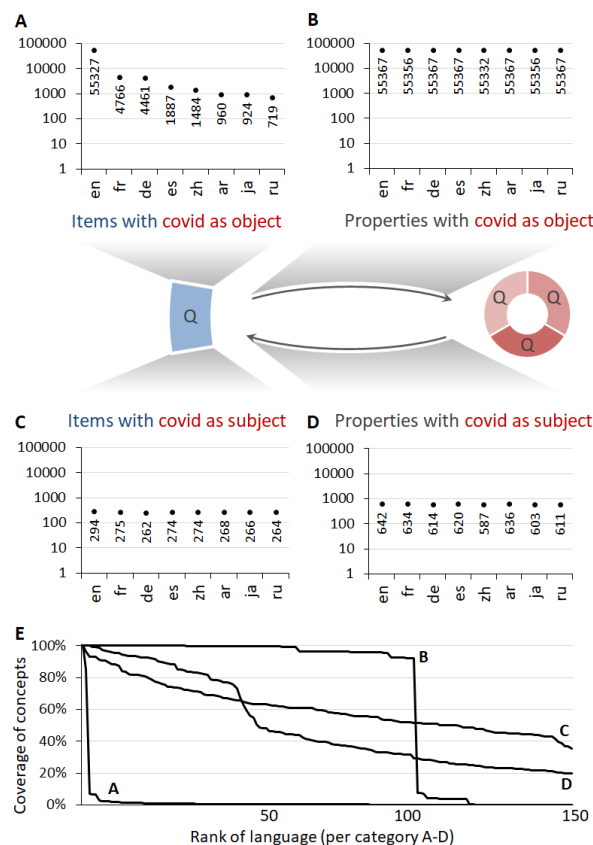 A
100000
10000
1000
100
10
1
55327
4766
4461
1887
1484
960
924
719
en fr de es zh ar ja ru
Items with covid as object
B
100000
10000
1000
100
10
1
55367
55356
55367
55367
55332
55367
55356
55367
en fr de es zh ar ja ru
Properties with covid as object
Q
Q
Q
Q
C Items with covid as subject
100000
10000
1000
100
10
1
294
275
262
274
274
268
266
264
en fr de es zh ar ja ru
D Properties with covid as subject
100000
10000
1000
100
10
1
642
634
614
620
587
636
603
611
en fr de es zh ar ja ru
E
Coverage of concepts
100%
80%
60%
40%
20%
0%
A
B
C
D
50 100 150
Rank of language (per category A-D)